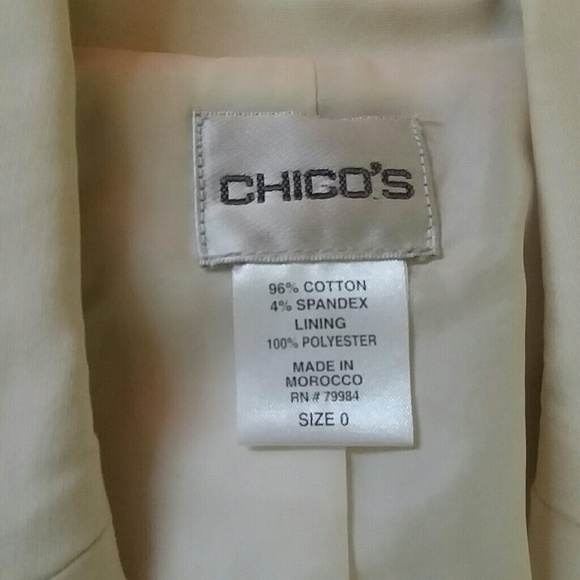 CHICO'S
96% COTTON
4% SPANDEX
LINING
100% POLYESTER
MADE IN
MOROCCO
RN # 79984
SIZE 0